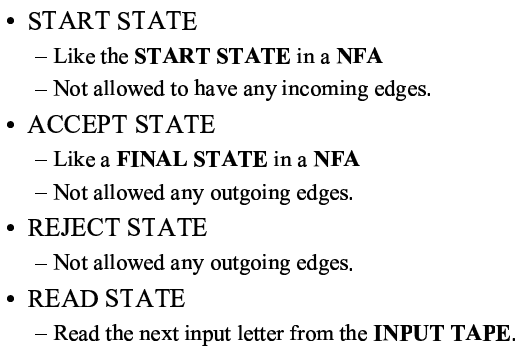 • START STATE
– Like the START STATE in a NFA
– Not allowed to have any incoming edges.
• ACCEPT STATE
– Like a FINAL STATE in a NFA
– Not allowed any outgoing edges.
• REJECT STATE
– Not allowed any outgoing edges.
• READ STATE
– Read the next input letter from the INPUT TAPE.